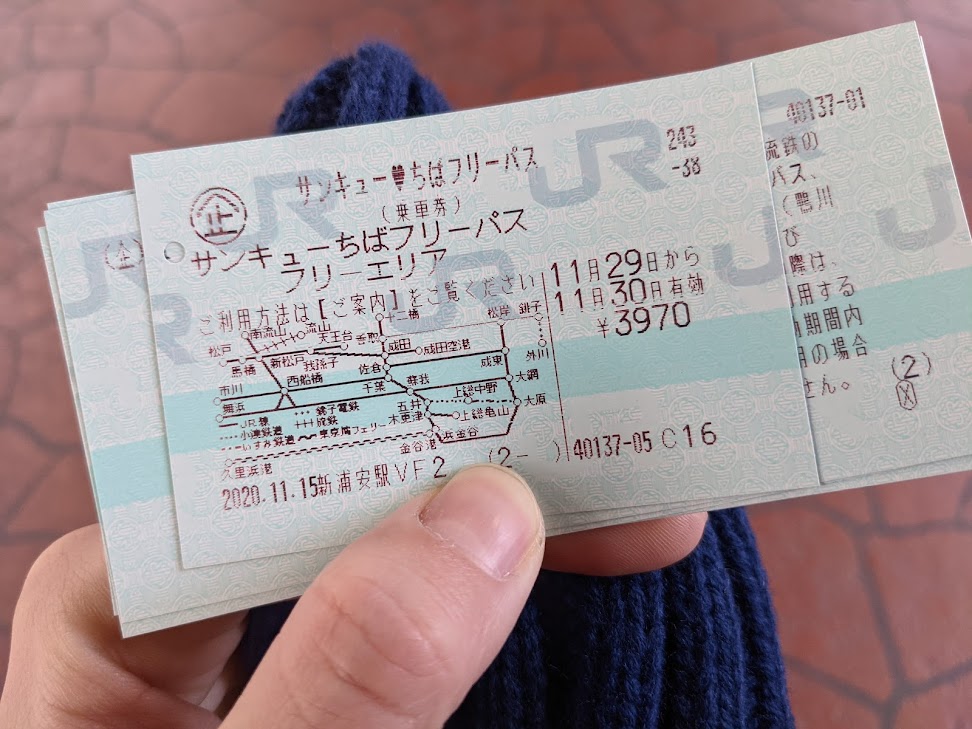 サンキュー♥ちばフリーパス
243
-38
(乗車券)
企
サンキューちばフリーパス
フリーエリア
ご利用方法は【ご案内】をご覧ください
11月29日から
11月30日有効
¥3970
十二橋
松岸
銚子
松戸
南流山
流山
天王台
香取
馬橋
新松戸
我孫子
成田
成田空港
成東
外川
市川
西船橋
佐倉
千葉
蘇我
大網
舞浜
上総中野
大原
五井
木更津
上総亀山
浜金谷
金谷港
久里浜港
JR線
銚子電鉄
小湊鉄道
流鉄
いすみ鉄道
東京湾フェリー
2020.11.15新浦安駅VF2
(2-
)
40137-05
C16
(企)
JR
40137-01
流鉄の
パス、
(鴨川
び
際は、
用する
期間内
の場合
さん。
(2)